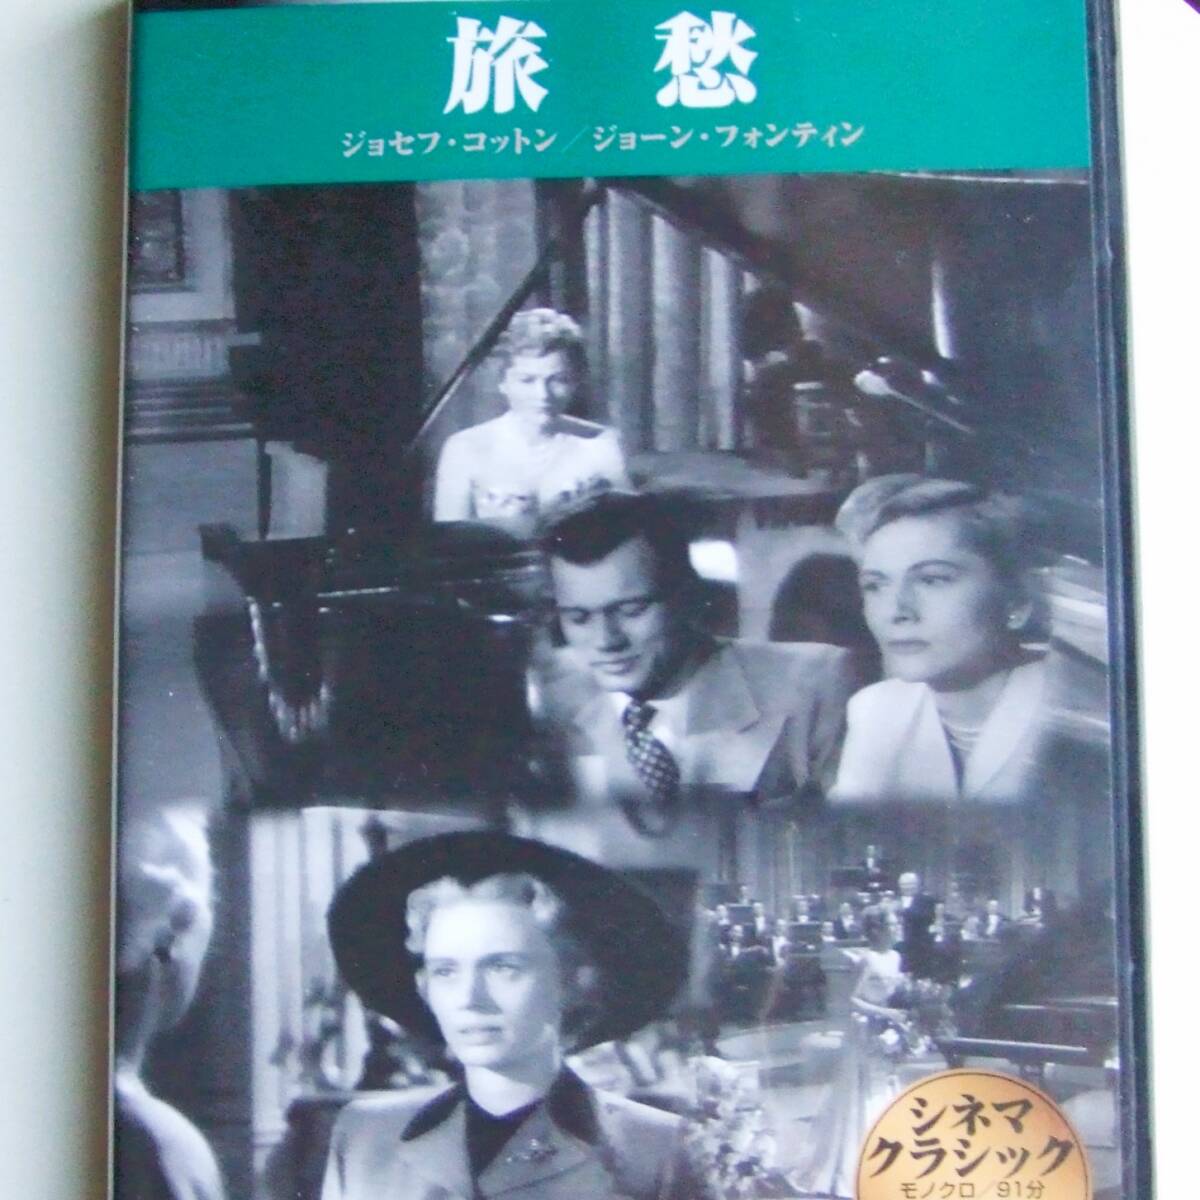 旅愁
ジョセフ・コットン／ジョーン・フォンティン
シネマ
クラシック
モノクロ／91分